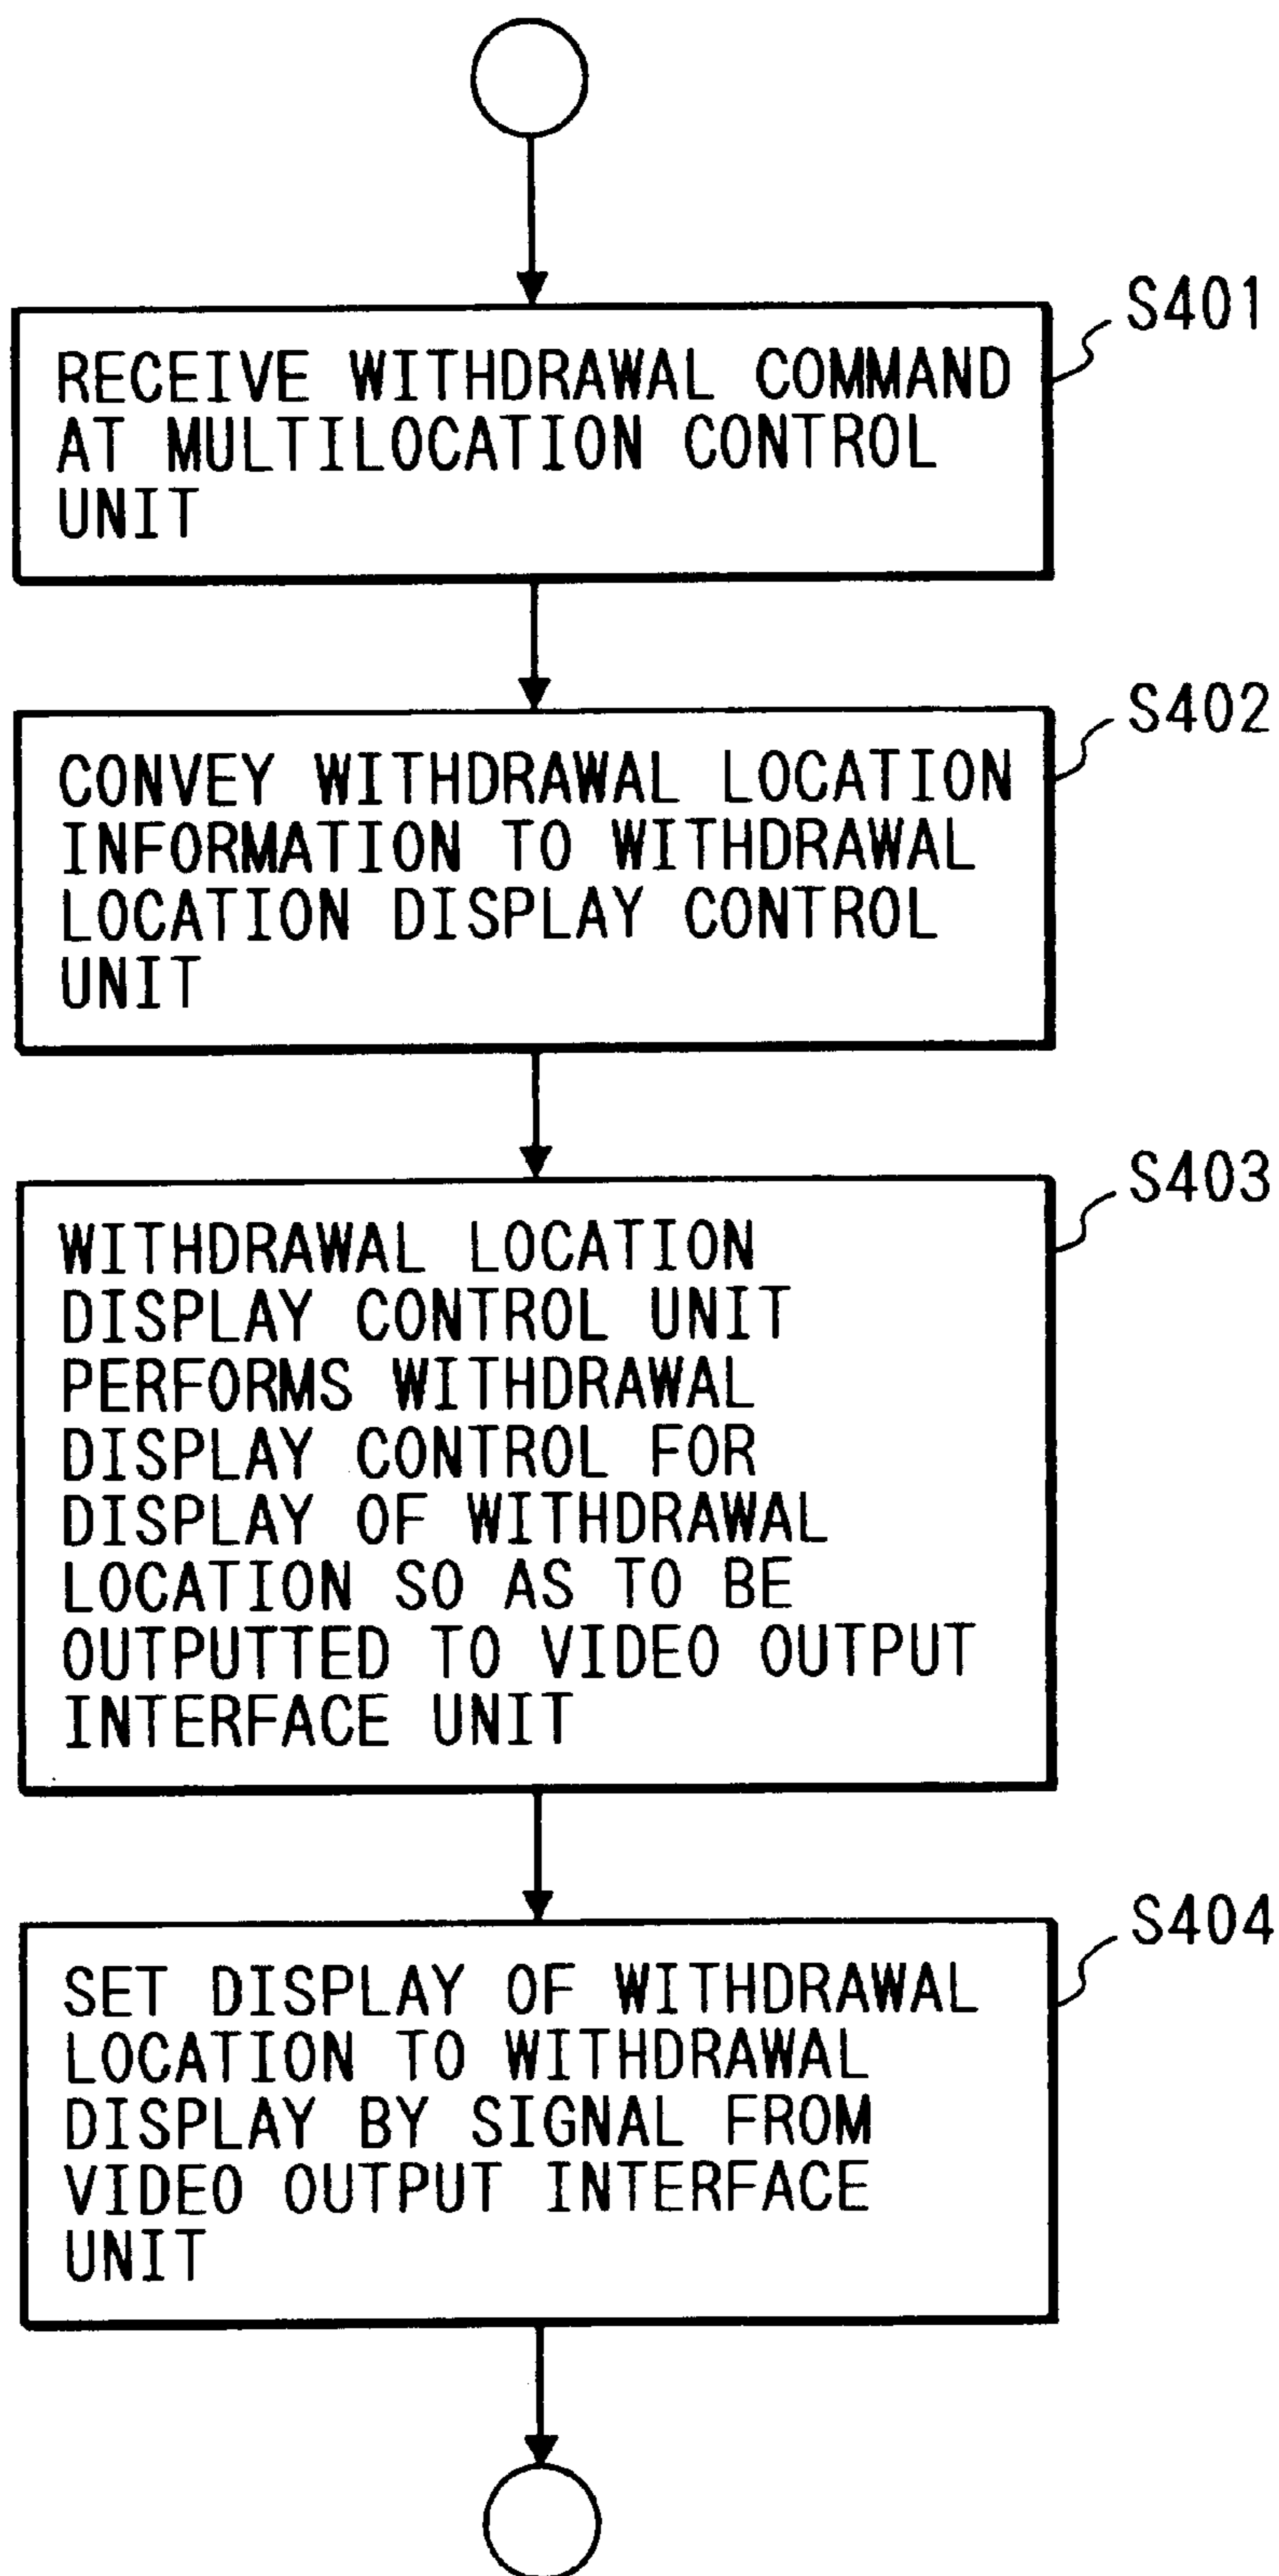 S401
RECEIVE WITHDRAWAL COMMAND
AT MULTILOCATION CONTROL
UNIT
S402
CONVEY WITHDRAWAL LOCATION
INFORMATION TO WITHDRAWAL
LOCATION DISPLAY CONTROL
UNIT
S403
WITHDRAWAL LOCATION
DISPLAY CONTROL UNIT
PERFORMS WITHDRAWAL
DISPLAY CONTROL FOR
DISPLAY OF WITHDRAWAL
LOCATION SO AS TO BE
OUTPUTTED TO VIDEO OUTPUT
INTERFACE UNIT
S404
SET DISPLAY OF WITHDRAWAL
LOCATION TO WITHDRAWAL
DISPLAY BY SIGNAL FROM
VIDEO OUTPUT INTERFACE
UNIT